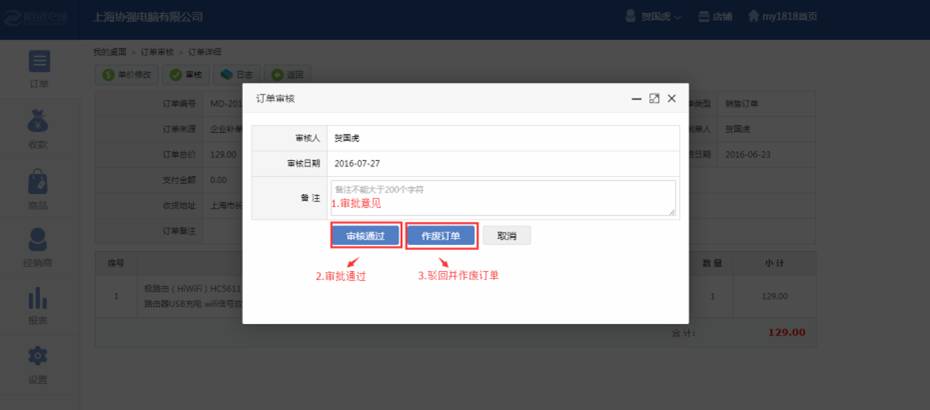 上海协强电脑有限公司
贺国虎
店铺
my1818首页
我的桌面 > 订单审核 > 订单详细
订单
单价修改
审核
日志
返回
订单审核
订单编号
MD-201
销售订单
审核人
贺国虎
订单来源
企业补单
贺国虎
审核日期
2016-07-27
收款
订单总价
129.00
2016-06-23
支付金额
0.00
备 注
备注不能大于200个字符
1.审批意见
商品
收货地址
上海市长
订单备注
审核通过
作废订单
取消
经销商
序号
2.审批通过
3.驳回并作废订单
数 量
小 计
1
极路由（HiWiFi）HC5611
路由器USB充电 wifi信号放
1
129.00
报表
合 计：
129.00
设置